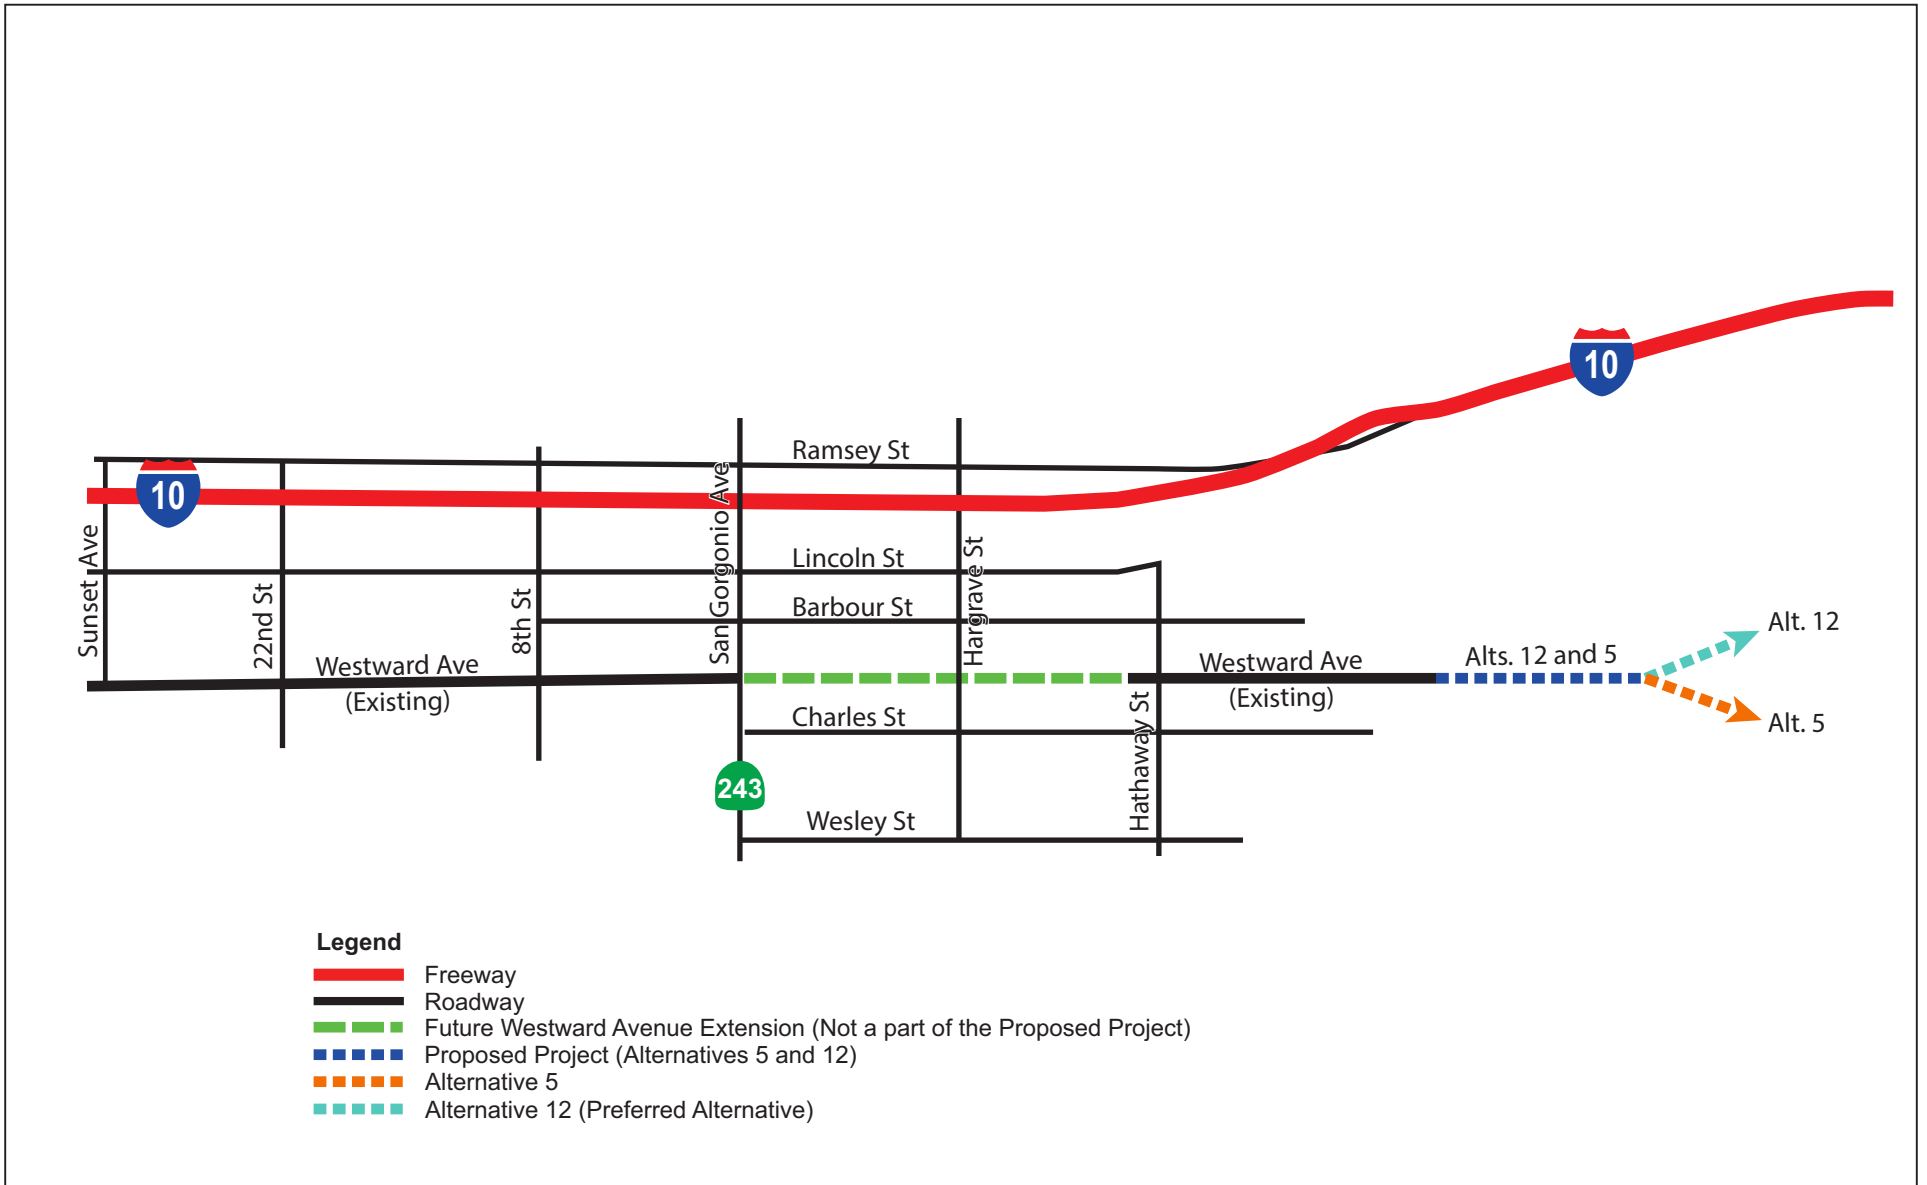 10
Ramsey St
10
Sunset Ave
22nd St
8th St
San Gorgonio Ave
Lincoln St
Hargrave St
Barbour St
Westward Ave
(Existing)
Westward Ave
(Existing)
Alts. 12 and 5
Alt. 12
Alt. 5
Charles St
Hathaway St
243
Wesley St
Legend
Freeway
Roadway
Future Westward Avenue Extension (Not a part of the Proposed Project)
Proposed Project (Alternatives 5 and 12)
Alternative 5
Alternative 12 (Preferred Alternative)